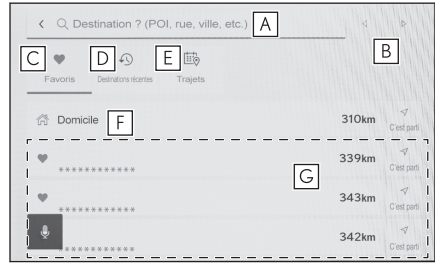 Destination ? (POI, rue, ville, etc.) A
B
C D E
Favoris Destinations récentes Trajets
Domicile F 310km C'est parti
339km C'est parti
************
G
343km C'est parti
************
342km C'est parti
************